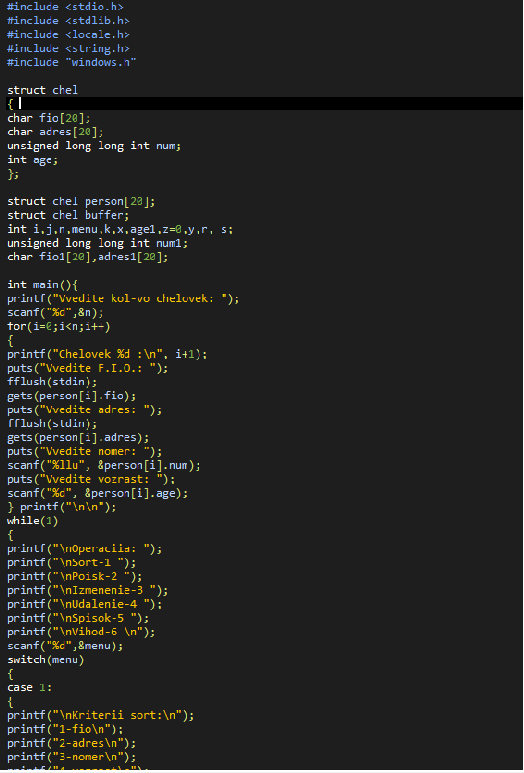 #include <stdio.h>
#include <stdlib.h>
#include <locale.h>
#include <string.h>
#include "windows.h"
struct chel
{
char fio[20];
char adres[20];
unsigned long long int num;
int age;
};
struct chel person[20];
struct chel buffer;
int i,j,n,menu,k,x,age1,z=0,y,r, s;
unsigned long long int num1;
char fio1[20],adres1[20];
int main(){
printf("Vvedite kol-vo chelovek: ");
scanf("%d",&n);
for(i=0;i<n;i++)
{
printf("Chelovek %d :\n", i+1);
puts("Vvedite F.I.O.: ");
fflush(stdin);
gets(person[i].fio);
puts("Vvedite adres: ");
fflush(stdin);
gets(person[i].adres);
puts("Vvedite nomer: ");
scanf("%llu", &person[i].num);
puts("Vvedite vozrast: ");
scanf("%d", &person[i].age);
} printf("\n\n");
while(1)
{
printf("\nOperaciia: ");
printf("\nSort-1 ");
printf("\nPoisk-2 ");
printf("\nIzmenenie-3 ");
printf("\nUdalenie-4 ");
printf("\nSpisok-5 ");
printf("\nVihod-6 \n");
scanf("%d",&menu);
switch(menu)
{
case 1:
{
printf("\nKriterii sort:\n");
printf("1-fio\n");
printf("2-adres\n");
printf("3-nomer\n");
printf("4-vozrast\n");